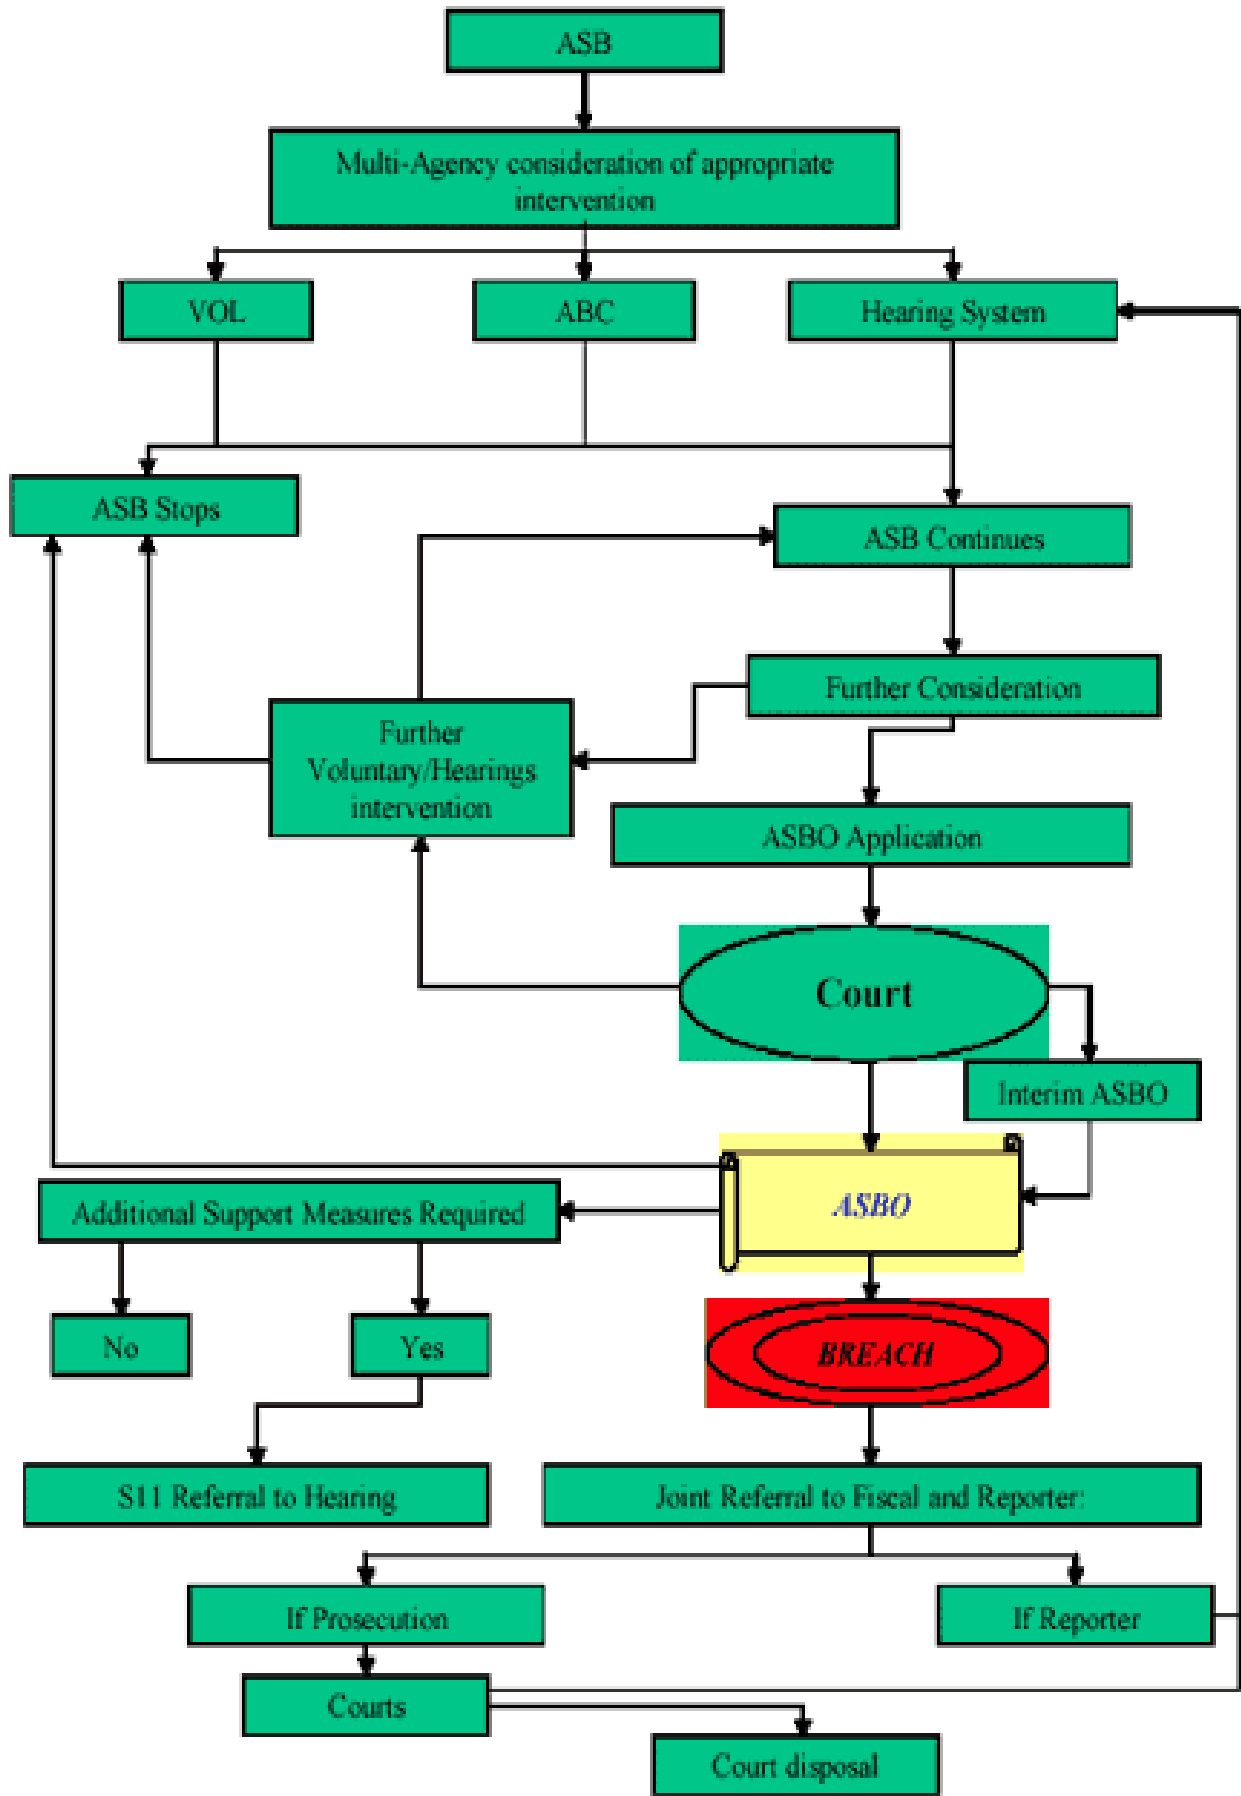 ASB
Multi-Agency consideration of appropriate
intervention
VOL
ABC
Hearing System
ASB Stops
ASB Continues
Further Consideration
Further
Voluntary/Hearings
intervention
ASBO Application
Court
Interim ASBO
ASBO
Additional Support Measures Required
No
Yes
BREACH
S11 Referral to Hearing
Joint Referral to Fiscal and Reporter:
If Prosecution
If Reporter
Courts
Court disposal